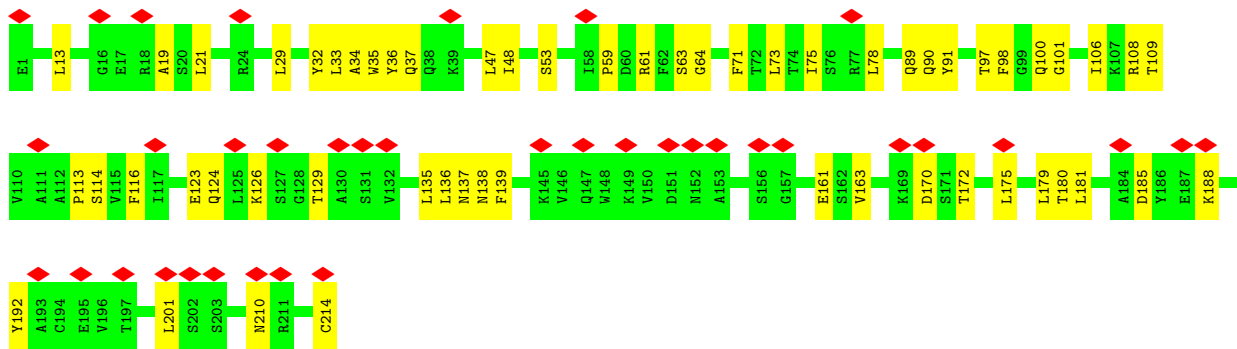 E1 L13 G16 E17 R18 A19 S20 L21 R24 L29 Y32 L33 A34 W35 Y36 Q37 Q38 K39 L47 I48 S53 I58 P59 D60 R61 F62 S63 G64 F71 T72 L73 T74 I75 S76 R77 L78 Q89 Q90 Y91 T97 F98 G99 Q100 G101 I106 K107 R108 T109
V110 A111 A112 P113 S114 V115 F116 I117 E123 Q124 L125 K126 S127 G128 T129 A130 S131 V132 L135 L136 N137 N138 F139 K145 V146 Q147 W148 K149 V150 D151 N152 A153 S156 G157 E161 S162 V163 K169 D170 S171 T172 L175 L179 T180 L181 A184 D185 Y186 E187 K188
Y192 A193 C194 E195 V196 T197 L201 S202 S203 N210 R211 C214